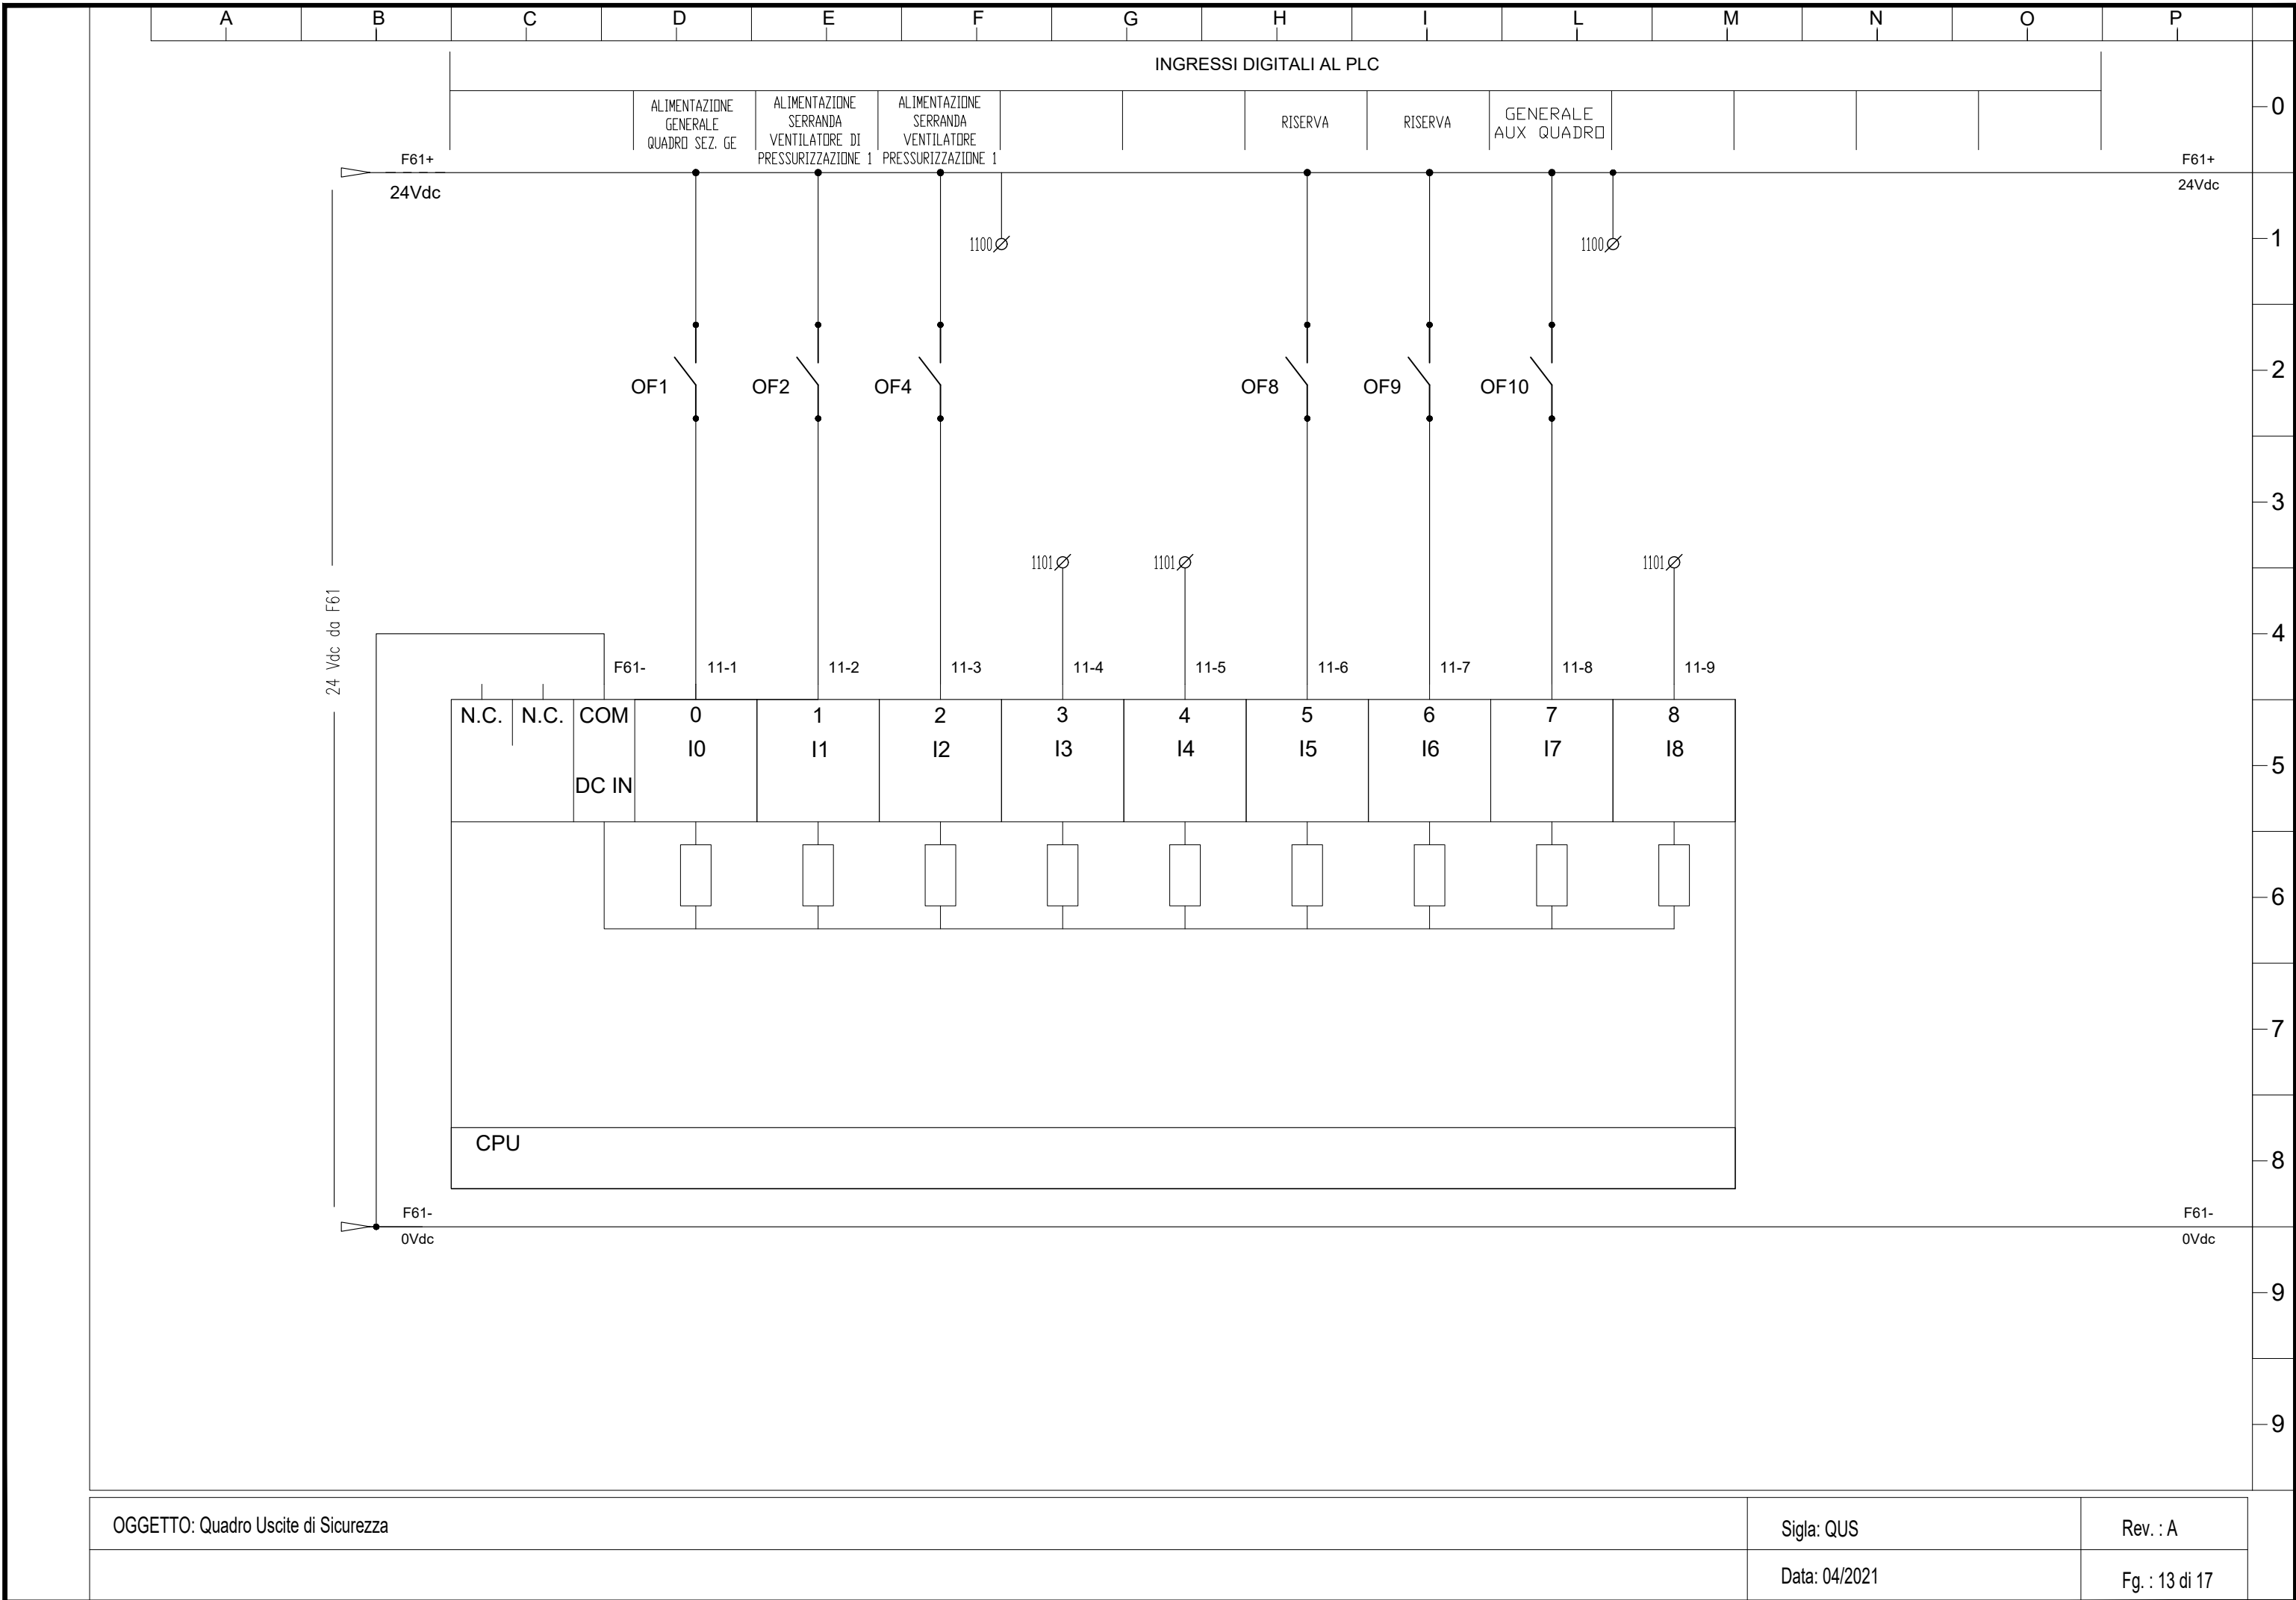 A B C D E F G H I L M N O P
INGRESSI DIGITALI AL PLC
ALIMENTAZIONE
GENERALE
QUADRO SEZ. GE
ALIMENTAZIONE
SERRANDA
VENTILATORE DI
PRESSURIZZAZIONE 1
ALIMENTAZIONE
SERRANDA
VENTILATORE
PRESSURIZZAZIONE 1
RISERVA
RISERVA
GENERALE
AUX QUADRO
0
F61+
24Vdc
F61+
24Vdc
1100
1100
1
OF1
OF2
OF4
OF8
OF9
OF10
2
3
1101
1101
1101
24 Vdc da F61
4
F61-
11-1
11-2
11-3
11-4
11-5
11-6
11-7
11-8
11-9
N.C.
N.C.
COM
DC IN
0
I0
1
I1
2
I2
3
I3
4
I4
5
I5
6
I6
7
I7
8
I8
5
6
7
CPU
8
F61-
0Vdc
F61-
0Vdc
9
9
OGGETTO: Quadro Uscite di Sicurezza
Sigla: QUS
Rev. : A
Data: 04/2021
Fg. : 13 di 17